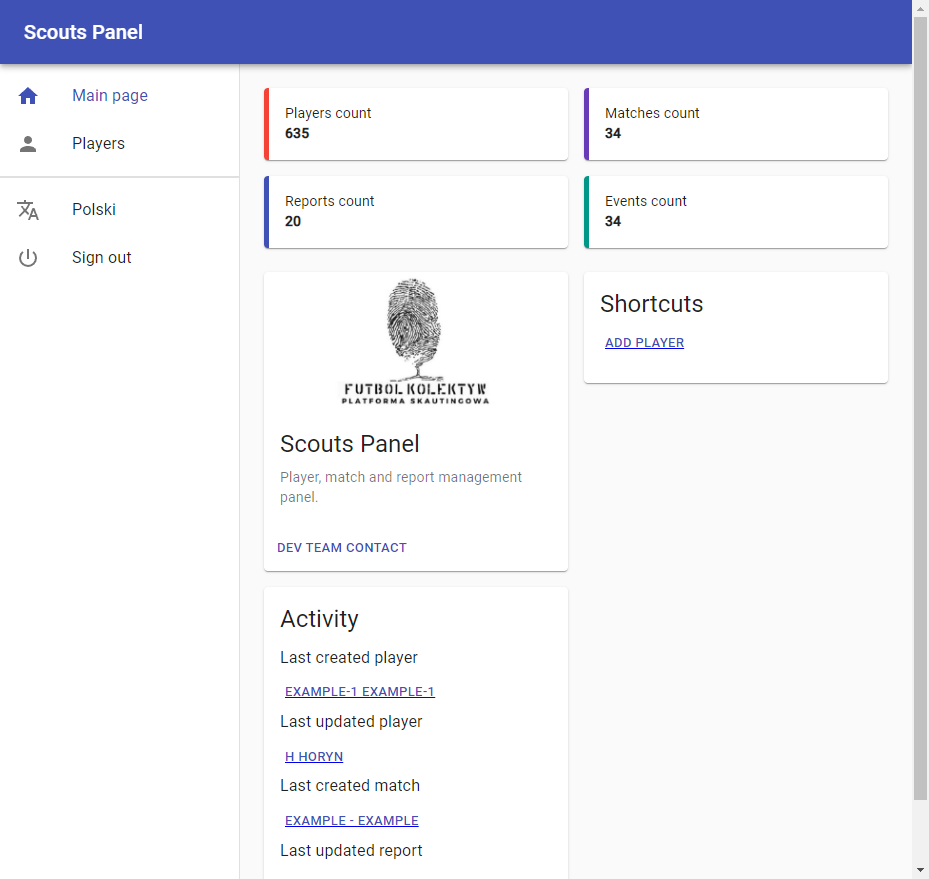 Scouts Panel
Main page
Players
Polski
Sign out
Players count
635
Matches count
34
Reports count
20
Events count
34
FUTBOL KOLEKTYW
PLATFORMA SKAUTINGOWA
Scouts Panel
Player, match and report management
panel.
DEV TEAM CONTACT
Shortcuts
ADD PLAYER
Activity
Last created player
EXAMPLE-1 EXAMPLE-1
Last updated player
H HORYN
Last created match
EXAMPLE - EXAMPLE
Last updated report